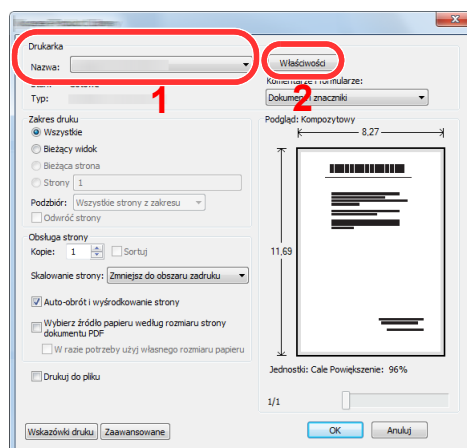 Drukarka
Nazwa:
Właściwości
1
2
Komentarze i formularze:
Typ:
Dokument i znaczniki
Zakres druku
Wszystkie
Bieżący widok
Bieżąca strona
Strony 1
Podzbiór: Wszystkie strony z zakresu
Odwróć strony
Obsługa strony
Kopie: 1 Sortuj
Skalowanie strony: Zmniejsz do obszaru zadruku
Auto-obrót i wyśrodkowanie strony
Wybierz źródło papieru według rozmiaru strony
dokumentu PDF
W razie potrzeby użyj własnego rozmiaru papieru
Drukuj do pliku
Podgląd: Kompozytowy
8,27
11,69
Jednostki: Cale Powiększenie: 96%
1/1
Wskazówki druku Zaawansowane
OK Anuluj